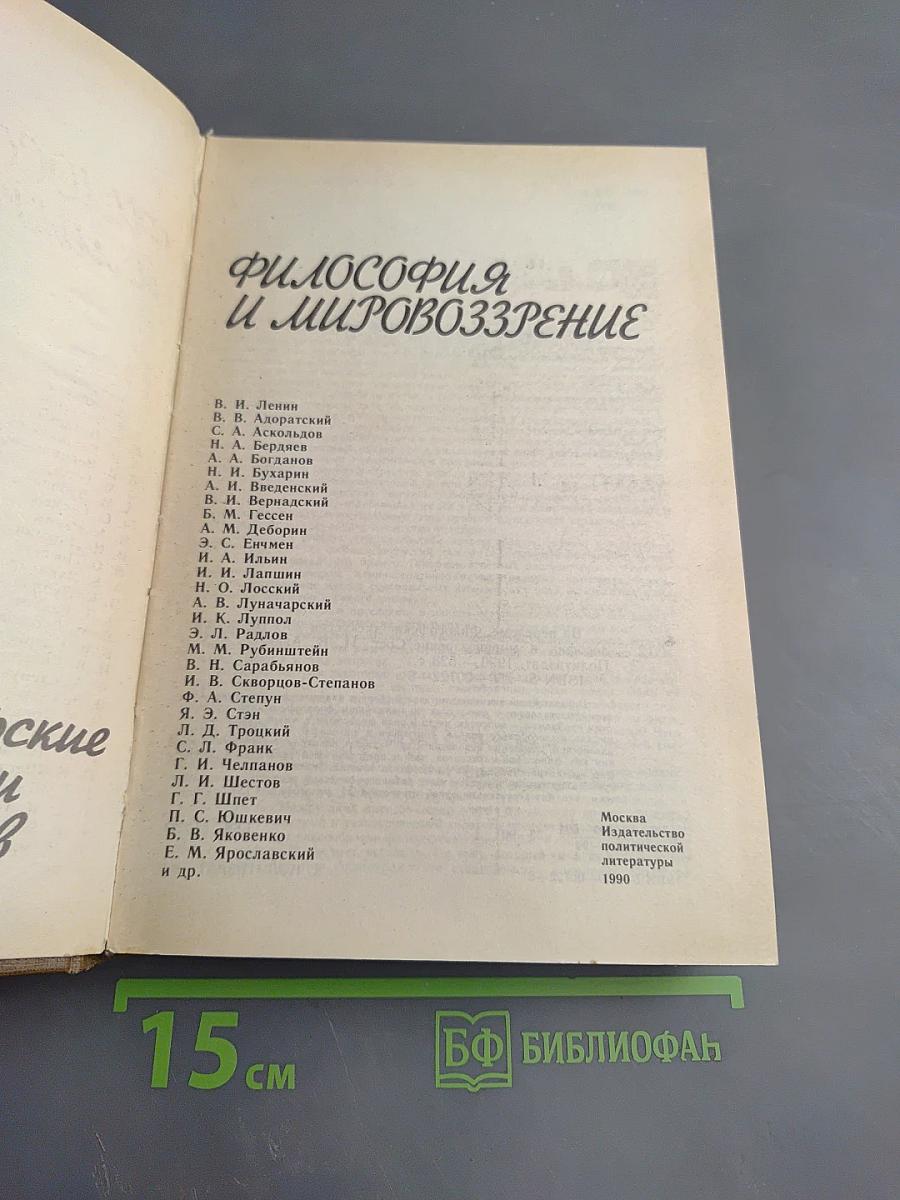 ФИЛОСОФИЯ
И МИРОВОЗЗРЕНИЕ
В. И. Ленин
В. В. Адоратский
С. А. Аскольдов
Н. А. Бердяев
А. А. Богданов
Н. И. Бухарин
А. И. Введенский
В. И. Вернадский
Б. М. Гессен
А. М. Деборин
Э. С. Енчмен
И. А. Ильин
И. И. Лапшин
Н. О. Лосский
А. В. Луначарский
И. К. Луппол
Э. Л. Радлов
М. М. Рубинштейн
В. Н. Сарабьянов
И. В. Скворцов-Степанов
Ф. А. Степун
Я. Э. Стэн
Л. Д. Троцкий
С. Л. Франк
Г. И. Челпанов
Л. И. Шестов
Г. Г. Шпет
П. С. Юшкевич
Б. В. Яковенко
Е. М. Ярославский
и др.
Москва
Издательство
политической
литературы
1990
15 см
БФ БИБЛИОФАН